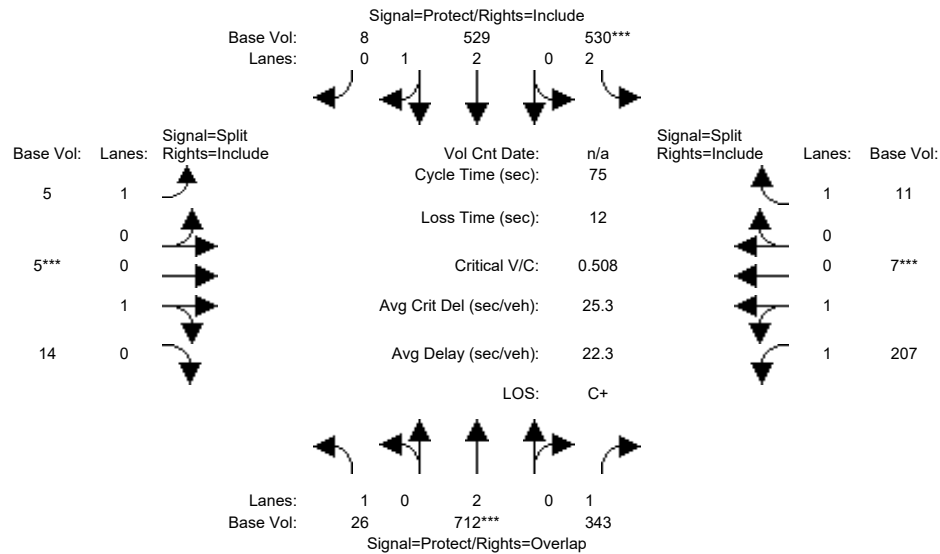 Signal=Protect/Rights=Include
Base Vol: 8 529 530***
Lanes: 0 1 2 0 2
Signal=Split
Base Vol: Lanes: Rights=Include
Vol Cnt Date: n/a
Signal=Split
Rights=Include Lanes: Base Vol:
Cycle Time (sec): 75
5 1
1 11
Loss Time (sec): 12
0
0
5*** 0
Critical V/C: 0.508
0 7***
1
Avg Crit Del (sec/veh): 25.3
1
14 0
Avg Delay (sec/veh): 22.3
1 207
LOS: C+
Lanes: 1 0 2 0 1
Base Vol: 26 712*** 343
Signal=Protect/Rights=Overlap